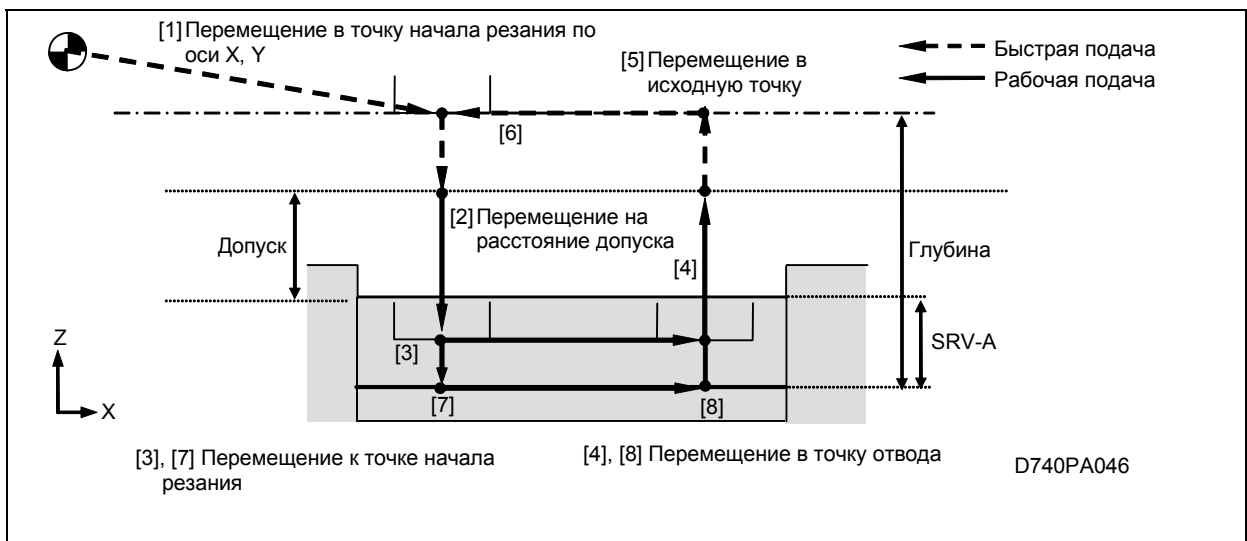 [1] Перемещение в точку начала резания по
оси X, Y
Быстрая подача
Рабочая подача
[5] Перемещение в
исходную точку
[6]
[2] Перемещение на
расстояние допуска
Допуск
[4]
Глубина
Z
X
[3]
SRV-A
[7]
[8]
[3], [7] Перемещение к точке начала
резания
[4], [8] Перемещение в точку отвода
D740PA046